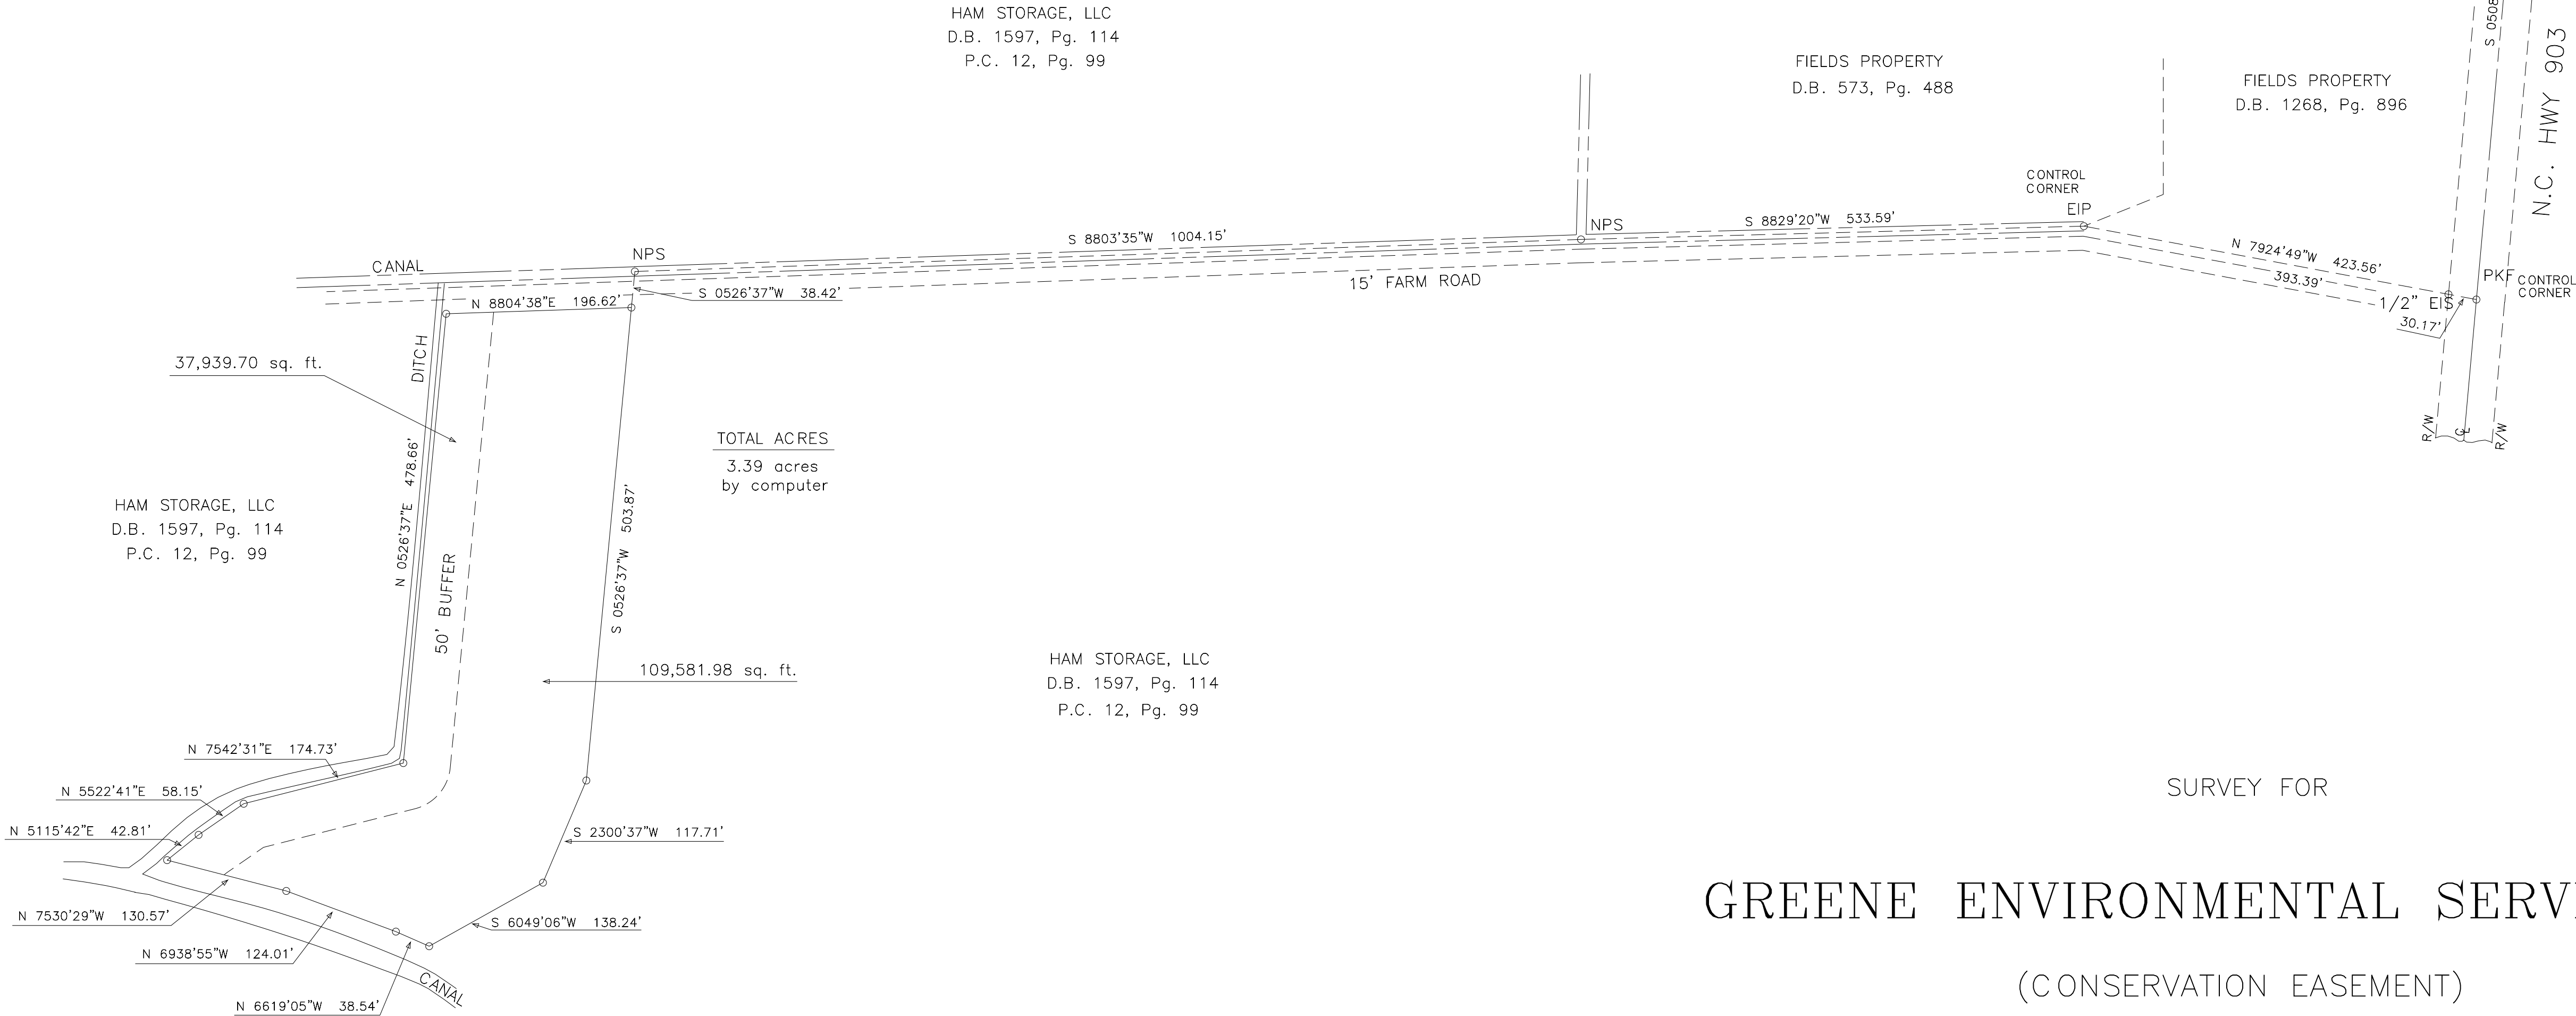 HAM STORAGE, LLC
D.B. 1597, Pg. 114
P.C. 12, Pg. 99
FIELDS PROPERTY
D.B. 573, Pg. 488
FIELDS PROPERTY
D.B. 1268, Pg. 896
S 0508
N.C. HWY 903
CONTROL
CORNER
EIP
S 8829'20"W 533.59'
NPS
S 8803'35"W 1004.15'
NPS
CANAL
N 8804'38"E 196.62'
S 0526'37"W 38.42'
15' FARM ROAD
N 7924'49"W 423.56'
393.39'
1/2" EIS
PKF
CONTROL
CORNER
30.17'
R/W
CL
R/W
DITCH
37,939.70 sq. ft.
N 0526'37"E 478.66'
50' BUFFER
TOTAL ACRES
3.39 acres
by computer
S 0526'37"W 503.87'
HAM STORAGE, LLC
D.B. 1597, Pg. 114
P.C. 12, Pg. 99
109,581.98 sq. ft.
HAM STORAGE, LLC
D.B. 1597, Pg. 114
P.C. 12, Pg. 99
N 7542'31"E 174.73'
N 5522'41"E 58.15'
N 5115'42"E 42.81'
S 2300'37"W 117.71'
N 7530'29"W 130.57'
S 6049'06"W 138.24'
N 6938'55"W 124.01'
CANAL
N 6619'05"W 38.54'
SURVEY FOR
GREENE ENVIRONMENTAL SERV
(CONSERVATION EASEMENT)